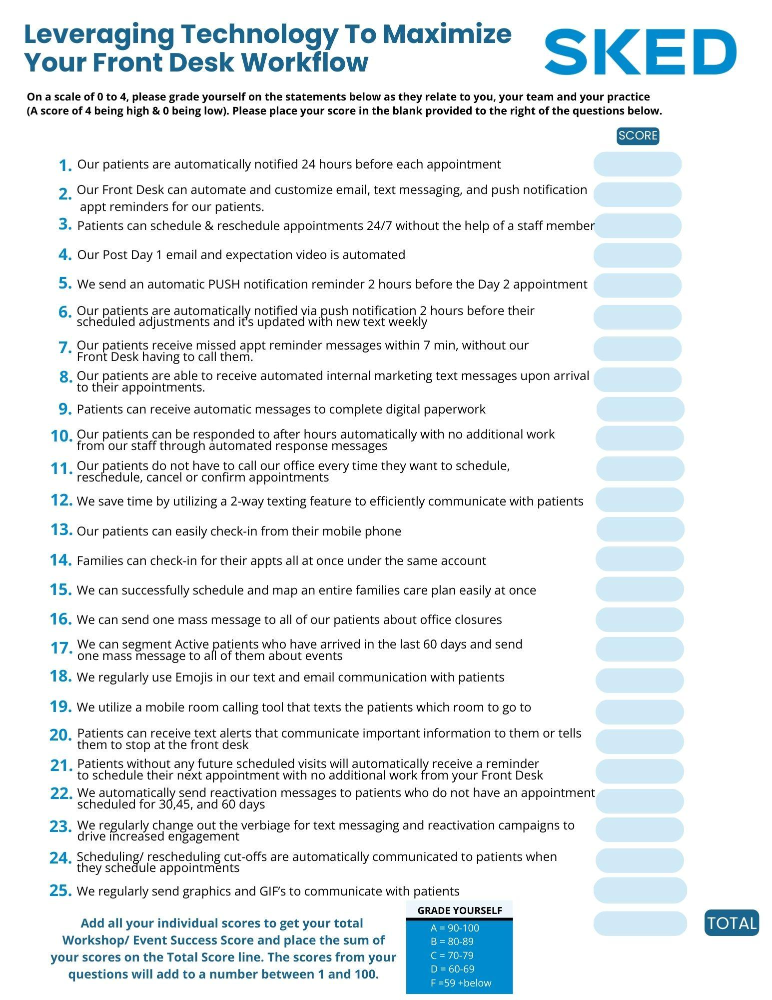 Leveraging Technology To Maximize
Your Front Desk Workflow
SKED
On a scale of 0 to 4, please grade yourself on the statements below as they relate to you, your team and your practice
(A score of 4 being high & 0 being low). Please place your score in the blank provided to the right of the questions below.
SCORE
1. Our patients are automatically notified 24 hours before each appointment
2. Our Front Desk can automate and customize email, text messaging, and push notification
appt reminders for our patients.
3. Patients can schedule & reschedule appointments 24/7 without the help of a staff member
4. Our Post Day 1 email and expectation video is automated
5. We send an automatic PUSH notification reminder 2 hours before the Day 2 appointment
6. Our patients are automatically notified via push notification 2 hours before their
scheduled adjustments and it's updated with new text weekly
7. Our patients receive missed appt reminder messages within 7 min, without our
Front Desk having to call them.
8. Our patients are able to receive automated internal marketing text messages upon arrival
to their appointments.
9. Patients can receive automatic messages to complete digital paperwork
10. Our patients can be responded to after hours automatically with no additional work
from our staff through automated response messages
11. Our patients do not have to call our office every time they want to schedule,
reschedule, cancel or confirm appointments
12. We save time by utilizing a 2-way texting feature to efficiently communicate with patients
13. Our patients can easily check-in from their mobile phone
14. Families can check-in for their appts all at once under the same account
15. We can successfully schedule and map an entire families care plan easily at once
16. We can send one mass message to all of our patients about office closures
17. We can segment Active patients who have arrived in the last 60 days and send
one mass message to all of them about events
18. We regularly use Emojis in our text and email communication with patients
19. We utilize a mobile room calling tool that texts the patients which room to go to
20. Patients can receive text alerts that communicate important information to them or tells
them to stop at the front desk
21. Patients without any future scheduled visits will automatically receive a reminder
to schedule their next appointment with no additional work from your Front Desk
22. We automatically send reactivation messages to patients who do not have an appointment
scheduled for 30,45, and 60 days
23. We regularly change out the verbiage for text messaging and reactivation campaigns to
drive increased engagement
24. Scheduling/ rescheduling cut-offs are automatically communicated to patients when
they schedule appointments
25. We regularly send graphics and GIF's to communicate with patients
Add all your individual scores to get your total
Workshop/ Event Success Score and place the sum of
your scores on the Total Score line. The scores from your
questions will add to a number between 1 and 100.
GRADE YOURSELF
A = 90-100
B = 80-89
C = 70-79
D = 60-69
F =59 +below
TOTAL